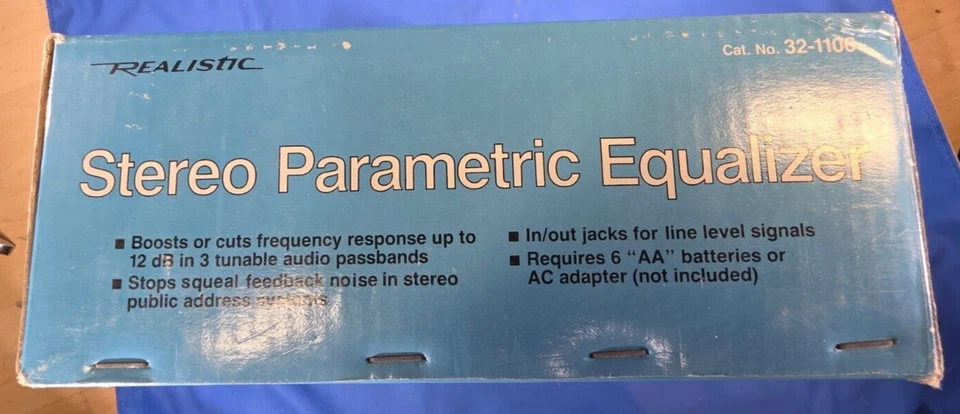 REALISTIC
Cat. No. 32-1106
Stereo Parametric Equalizer
■ Boosts or cuts frequency response up to
12 dB in 3 tunable audio passbands
■ Stops squeal feedback noise in stereo
public address systems
■ In/out jacks for line level signals
■ Requires 6 “AA” batteries or
AC adapter (not included)